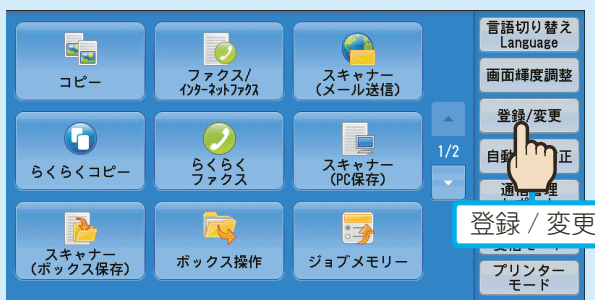 コピー
ファクス/
インターネットファクス
スキャナー
(メール送信)
らくらくコピー
らくらく
ファクス
スキャナー
(PC保存)
スキャナー
(ボックス保存)
ボックス操作
ジョブメモリー
1/2
言語切り替え
Language
画面輝度調整
登録/変更
自動
正
登録 / 変更
プリンター
モード